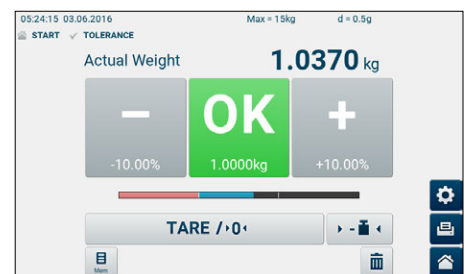 05:24:15 03.06.2016 Max = 15kg d = 0.5g
START TOLERANCE
Actual Weight 1.0370 kg
− OK +
-10.00% 1.0000kg +10.00%
TARE / 0
Mem